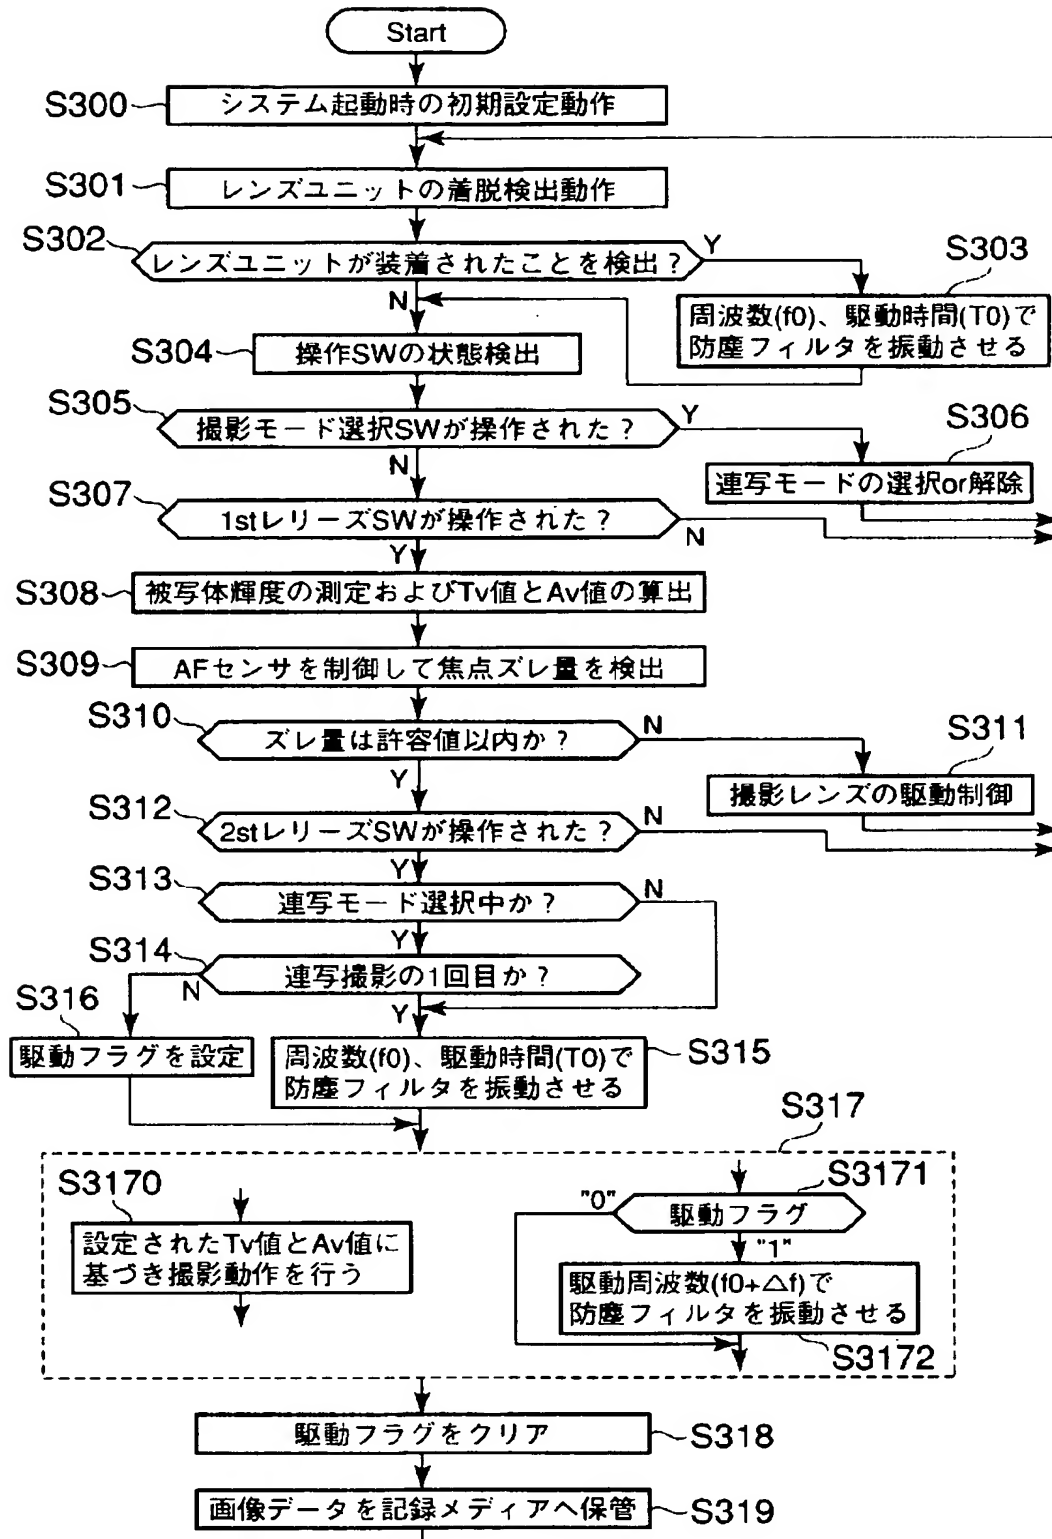 Start
S300
システム起動時の初期設定動作
S301
レンズユニットの着脱検出動作
S302
レンズユニットが装着されたことを検出？
Y
N
S303
周波数(f0)、駆動時間(T0)で
防塵フィルタを振動させる
S304
操作SWの状態検出
S305
撮影モード選択SWが操作された？
Y
N
S306
連写モードの選択or解除
S307
1stレリーズSWが操作された？
N
Y
S308
被写体輝度の測定およびTv値とAv値の算出
S309
AFセンサを制御して焦点ズレ量を検出
S310
ズレ量は許容値以内か？
N
Y
S311
撮影レンズの駆動制御
S312
2stレリーズSWが操作された？
N
Y
S313
連写モード選択中か？
N
Y
S314
連写撮影の1回目か？
N
Y
S316
駆動フラグを設定
S315
周波数(f0)、駆動時間(T0)で
防塵フィルタを振動させる
S317
S3170
設定されたTv値とAv値に
基づき撮影動作を行う
S3171
"0"
駆動フラグ
"1"
駆動周波数(f0+△f)で
防塵フィルタを振動させる
S3172
駆動フラグをクリア
S318
画像データを記録メディアへ保管
S319